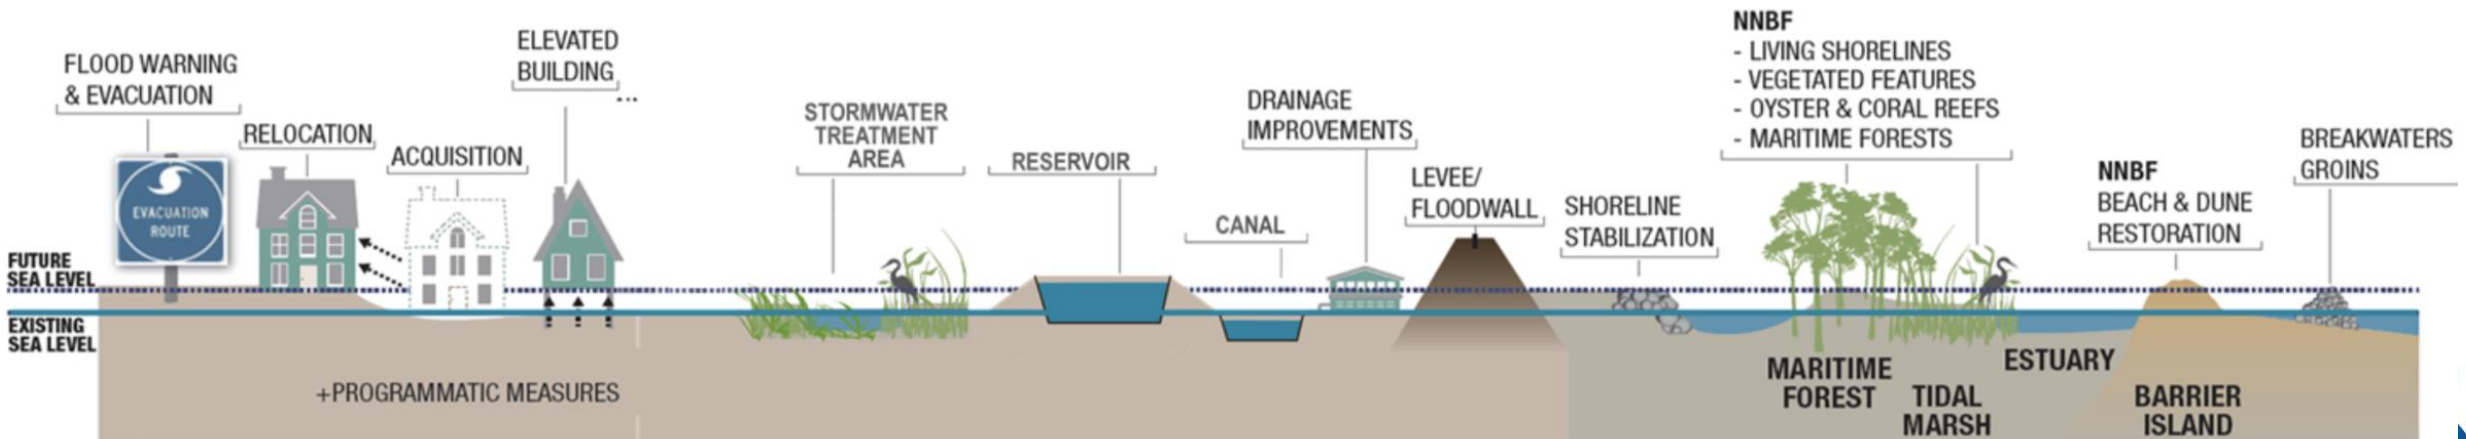 FLOOD WARNING
& EVACUATION
RELOCATION
ACQUISITION
ELEVATED
BUILDING
...
STORMWATER
TREATMENT
AREA
RESERVOIR
CANAL
DRAINAGE
IMPROVEMENTS
LEVEE/
FLOODWALL
SHORELINE
STABILIZATION
NNBF
- LIVING SHORELINES
- VEGETATED FEATURES
- OYSTER & CORAL REEFS
- MARITIME FORESTS
NNBF
BEACH & DUNE
RESTORATION
BREAKWATERS
GROINS
EVACUATION
ROUTE
FUTURE
SEA LEVEL
EXISTING
SEA LEVEL
+PROGRAMMATIC MEASURES
MARITIME
FOREST
TIDAL
MARSH
ESTUARY
BARRIER
ISLAND